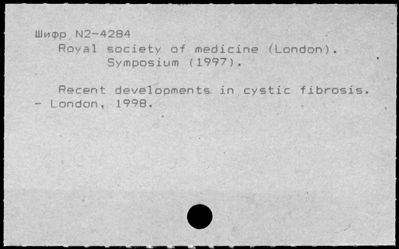 Шифр N2-4284
Royal society of medicine (London).
Symposium (1997).
Recent developments in cystic fibrosis.
- London, 1998.